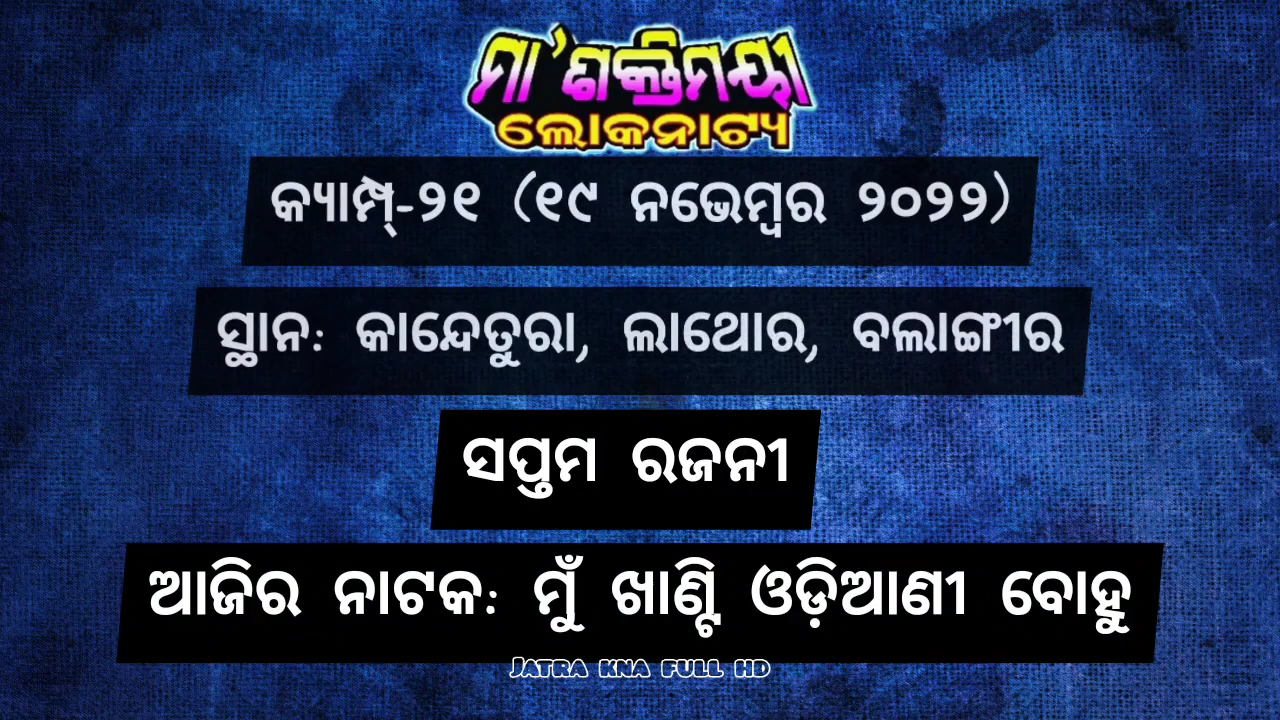 ମା'ଶକ୍ତିମୟୀ
ଲୋକନାଟ୍ୟ
କ୍ୟାମ୍ପ୍-୨୧ (୧୯ ନଭେମ୍ବର ୨୦୨୨)
ସ୍ଥାନ: କାନ୍ଦେତୁରା, ଲାଥୋର, ବଲାଙ୍ଗୀର
ସପ୍ତମ ରଜନୀ
ଆଜିର ନାଟକ: ମୁଁ ଖାଣ୍ଟି ଓଡ଼ିଆଣୀ ବୋହୁ
JATRA KNA FULL HD